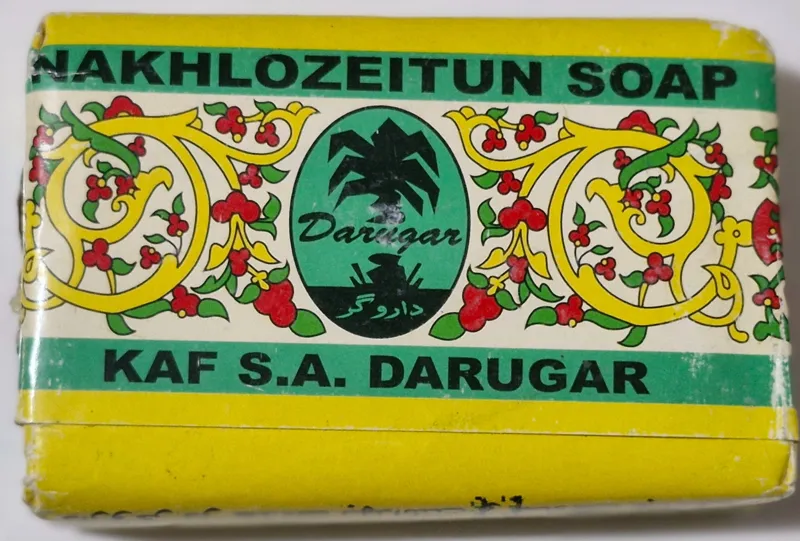 NAKHLOZEITUN SOAP
Darugar
داروگر
KAF S.A. DARUGAR